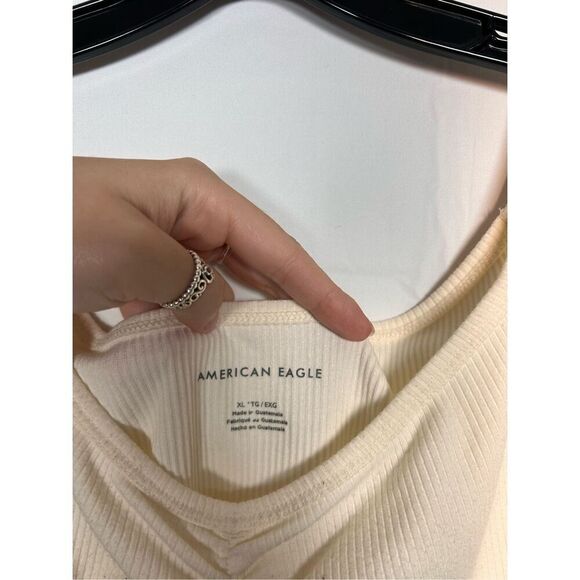 AMERICAN EAGLE
XL *TG / EXG
Made in Guatemala
Fabriqué au Guatemala
Hecho en Guatemala